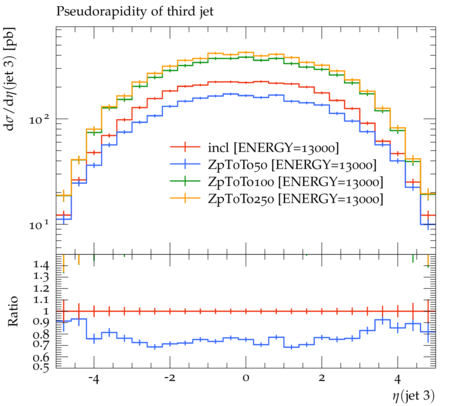 Pseudorapidity of third jet
dσ/dη(jet 3) [pb]
10²
10¹
incl [ENERGY=13000]
ZpToTo50 [ENERGY=13000]
ZpToTo100 [ENERGY=13000]
ZpToTo250 [ENERGY=13000]
Ratio
1.4
1.3
1.2
1.1
1
0.9
0.8
0.7
0.6
0.5
-4 -2 0 2 4
η(jet 3)